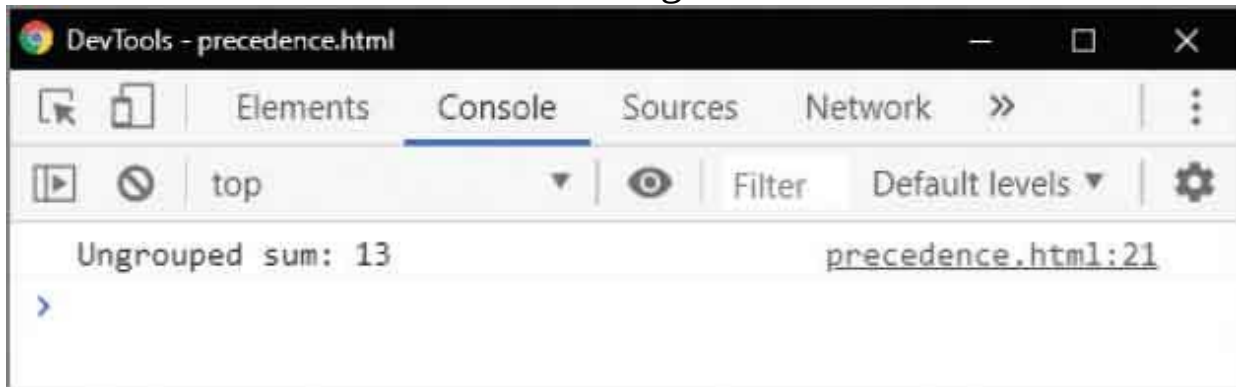 DevTools - precedence.html
Elements Console Sources Network »
top Filter Default levels
Ungrouped sum: 13 precedence.html:21
>